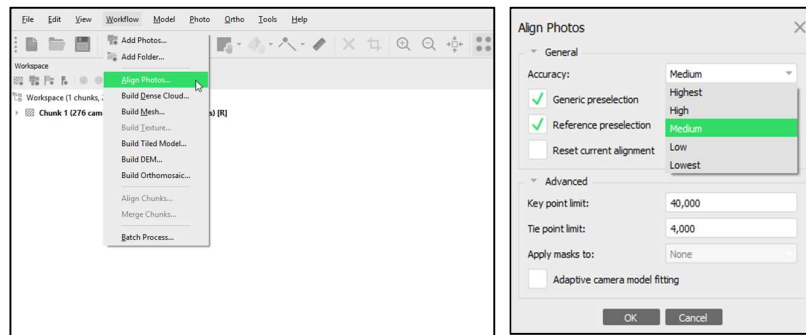 File Edit View Workflow Model Photo Ortho Tools Help
Workspace
Workspace (1 chunks,
Chunk 1 (276 cam
s) [R]
Add Photos...
Add Folder...
Align Photos...
Build Dense Cloud...
Build Mesh...
Build Texture...
Build Tiled Model...
Build DEM...
Build Orthomosaic...
Align Chunks...
Merge Chunks...
Batch Process...
Align Photos
General
Accuracy: Medium
Highest
High
Medium
Low
Lowest
Generic preselection
Reference preselection
Reset current alignment
Advanced
Key point limit: 40,000
Tie point limit: 4,000
Apply masks to: None
Adaptive camera model fitting
OK Cancel